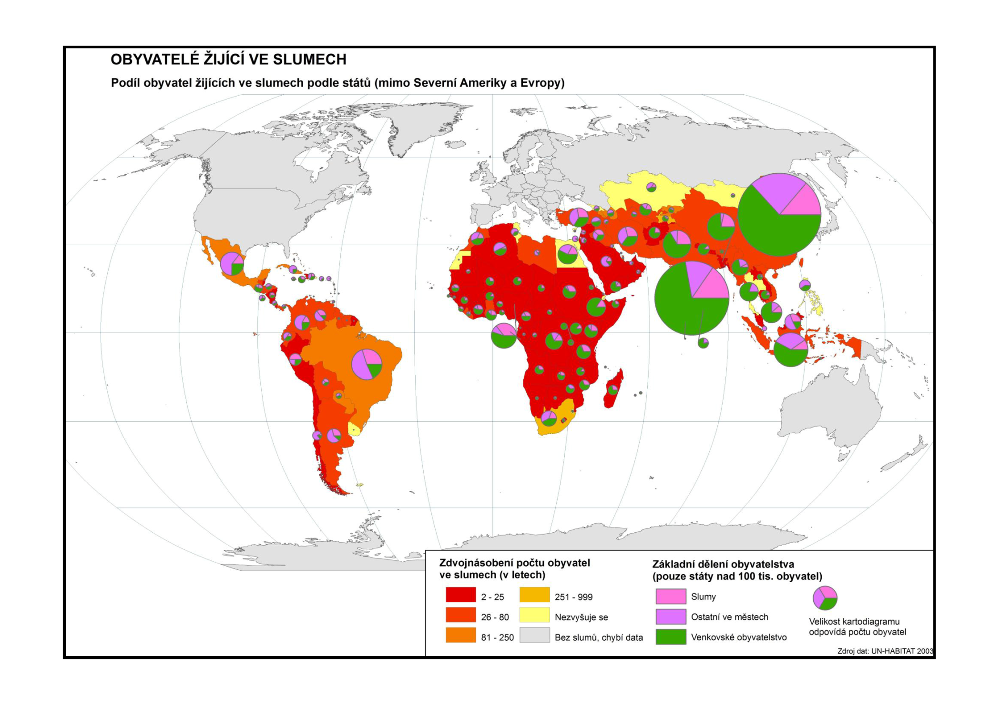 OBYVATELÉ ŽIJÍCÍ VE SLUMECH
Podíl obyvatel žijících ve slumech podle států (mimo Severní Ameriky a Evropy)
Zdvojnásobení počtu obyvatel
ve slumech (v letech)
2 - 25
26 - 80
81 - 250
251 - 999
Nezvyšuje se
Bez slumů, chybí data
Základní dělení obyvatelstva
(pouze státy nad 100 tis. obyvatel)
Slumy
Ostatní ve městech
Venkovské obyvatelstvo
Velikost kartodiagramu
odpovídá počtu obyvatel
Zdroj dat: UN-HABITAT 2003